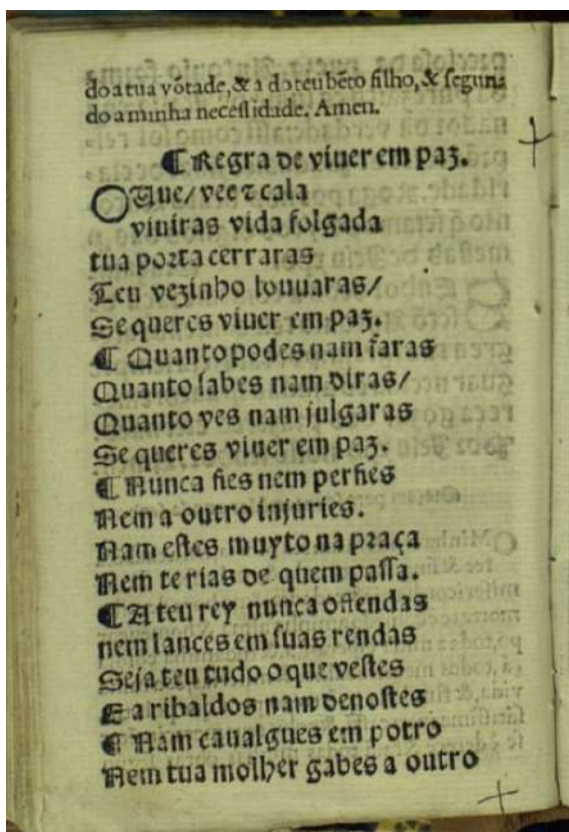 do a tua võtade, & a do teu bẽto filho, & segun-
do a minha necessidade. Amen.
¶ Regra de viuer em paz.
OUue/ vee ⁊ cala
viuiras vida folgada
tua porta cerraras
Teu vezinho louuaras/
Se queres viuer em paz.
¶ Quanto podes nam faras
Quanto sabes nam diras/
Quanto ves nam julgaras
Se queres viuer em paz.
¶ Nunca fies nem perfies
Nem a outro injuries.
Nam estes muyto na praça
Nem te rias de quem passa.
¶ A teu rey nunca offendas
nem lances em suas rendas
Seja teu tudo o que vestes
E a ribaldos nam denostes
¶ Nam caualgues em potro
Nem tua molher gabes a outro